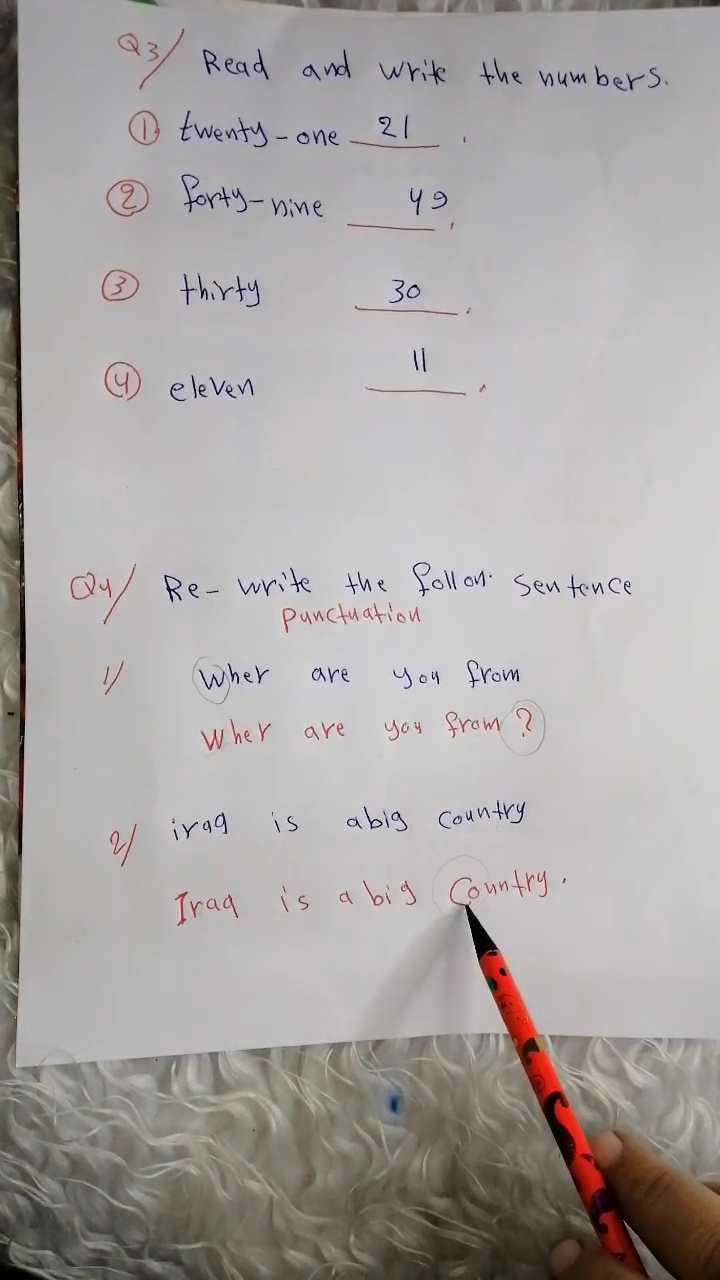 Q3/ Read and write the numbers.
① twenty-one 21.
② forty-nine 49.
③ thirty 30.
④ eleven 11.
Q4/ Re-write the follon. Sentence
Punctuation
1/ Wher are you from
Wher are you from?
2/ iraq is a big country
Iraq is a big Country.